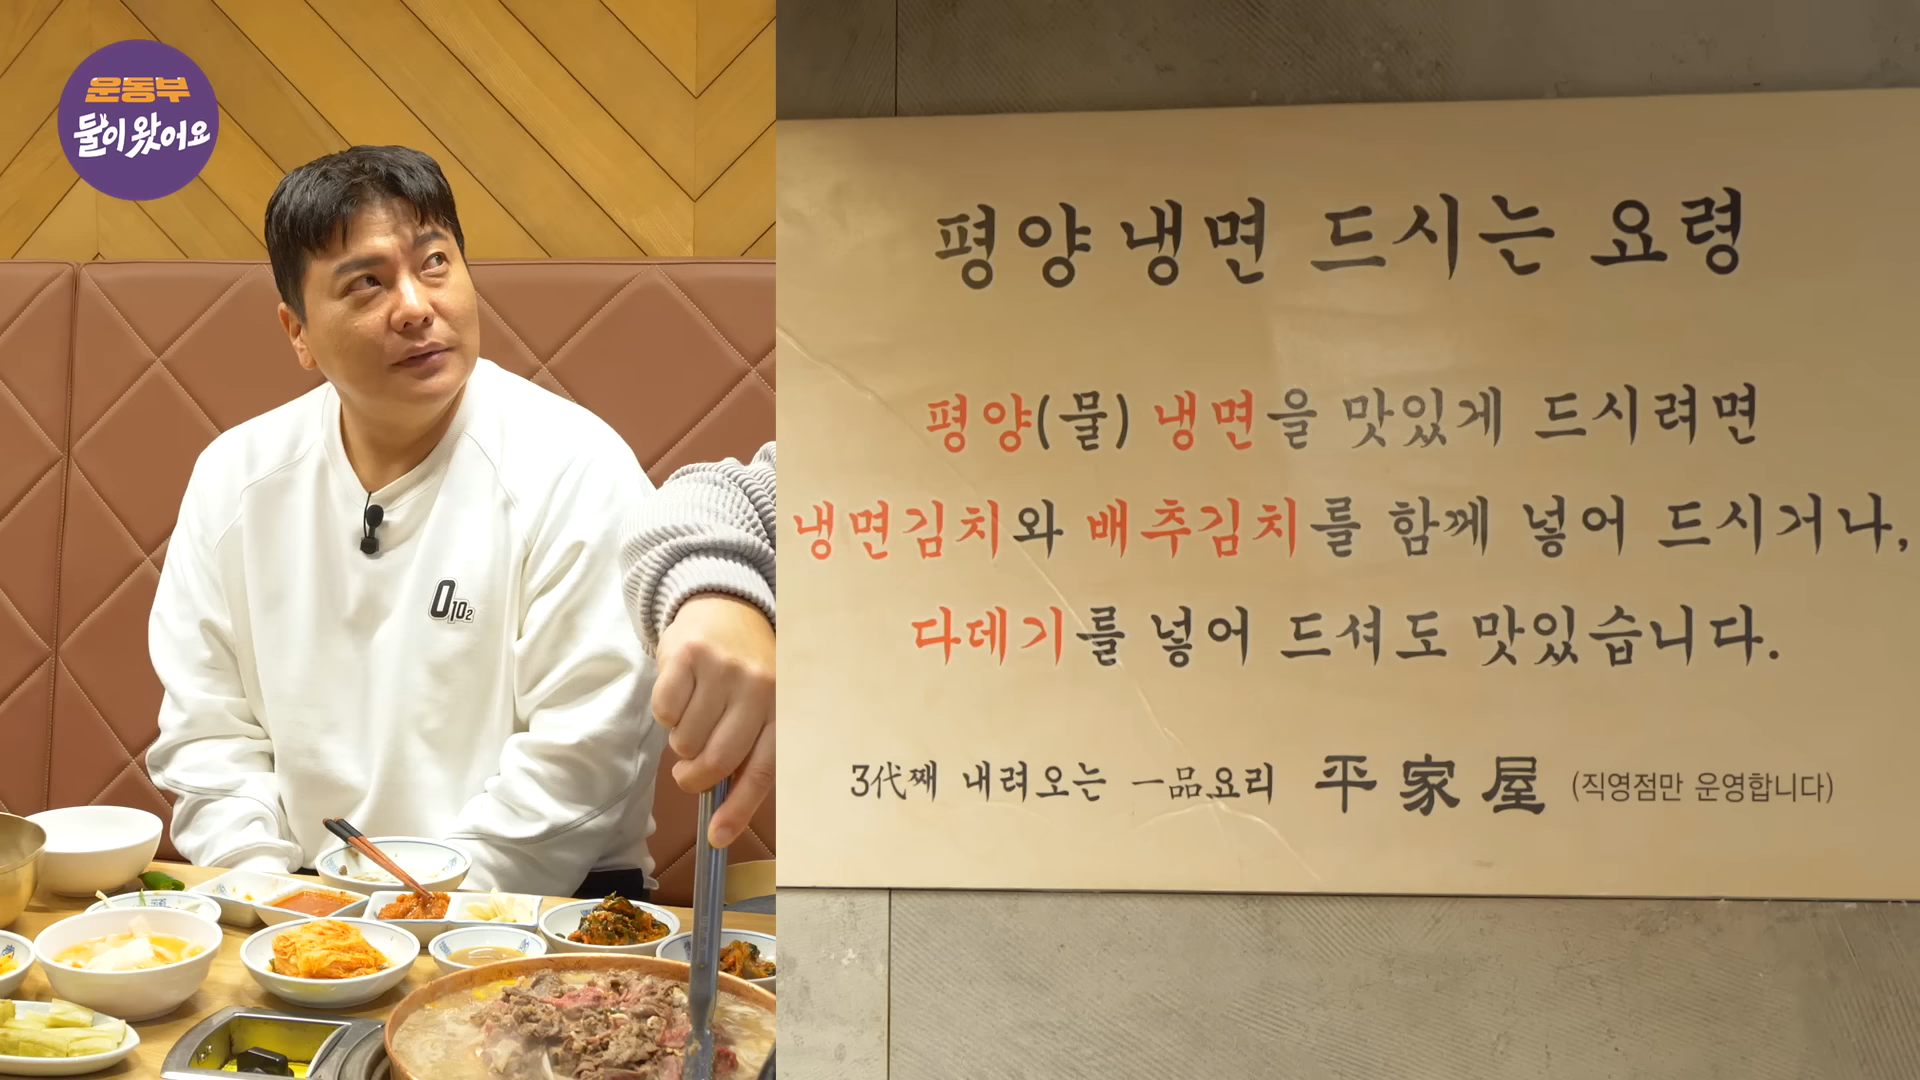 운동부
둘이 왔어요
O102
평양냉면 드시는 요령
평양(물) 냉면을 맛있게 드시려면
냉면김치와 배추김치를 함께 넣어 드시거나,
다데기를 넣어 드셔도 맛있습니다.
3代째 내려오는 一品요리 平家屋 (직영점만 운영합니다)